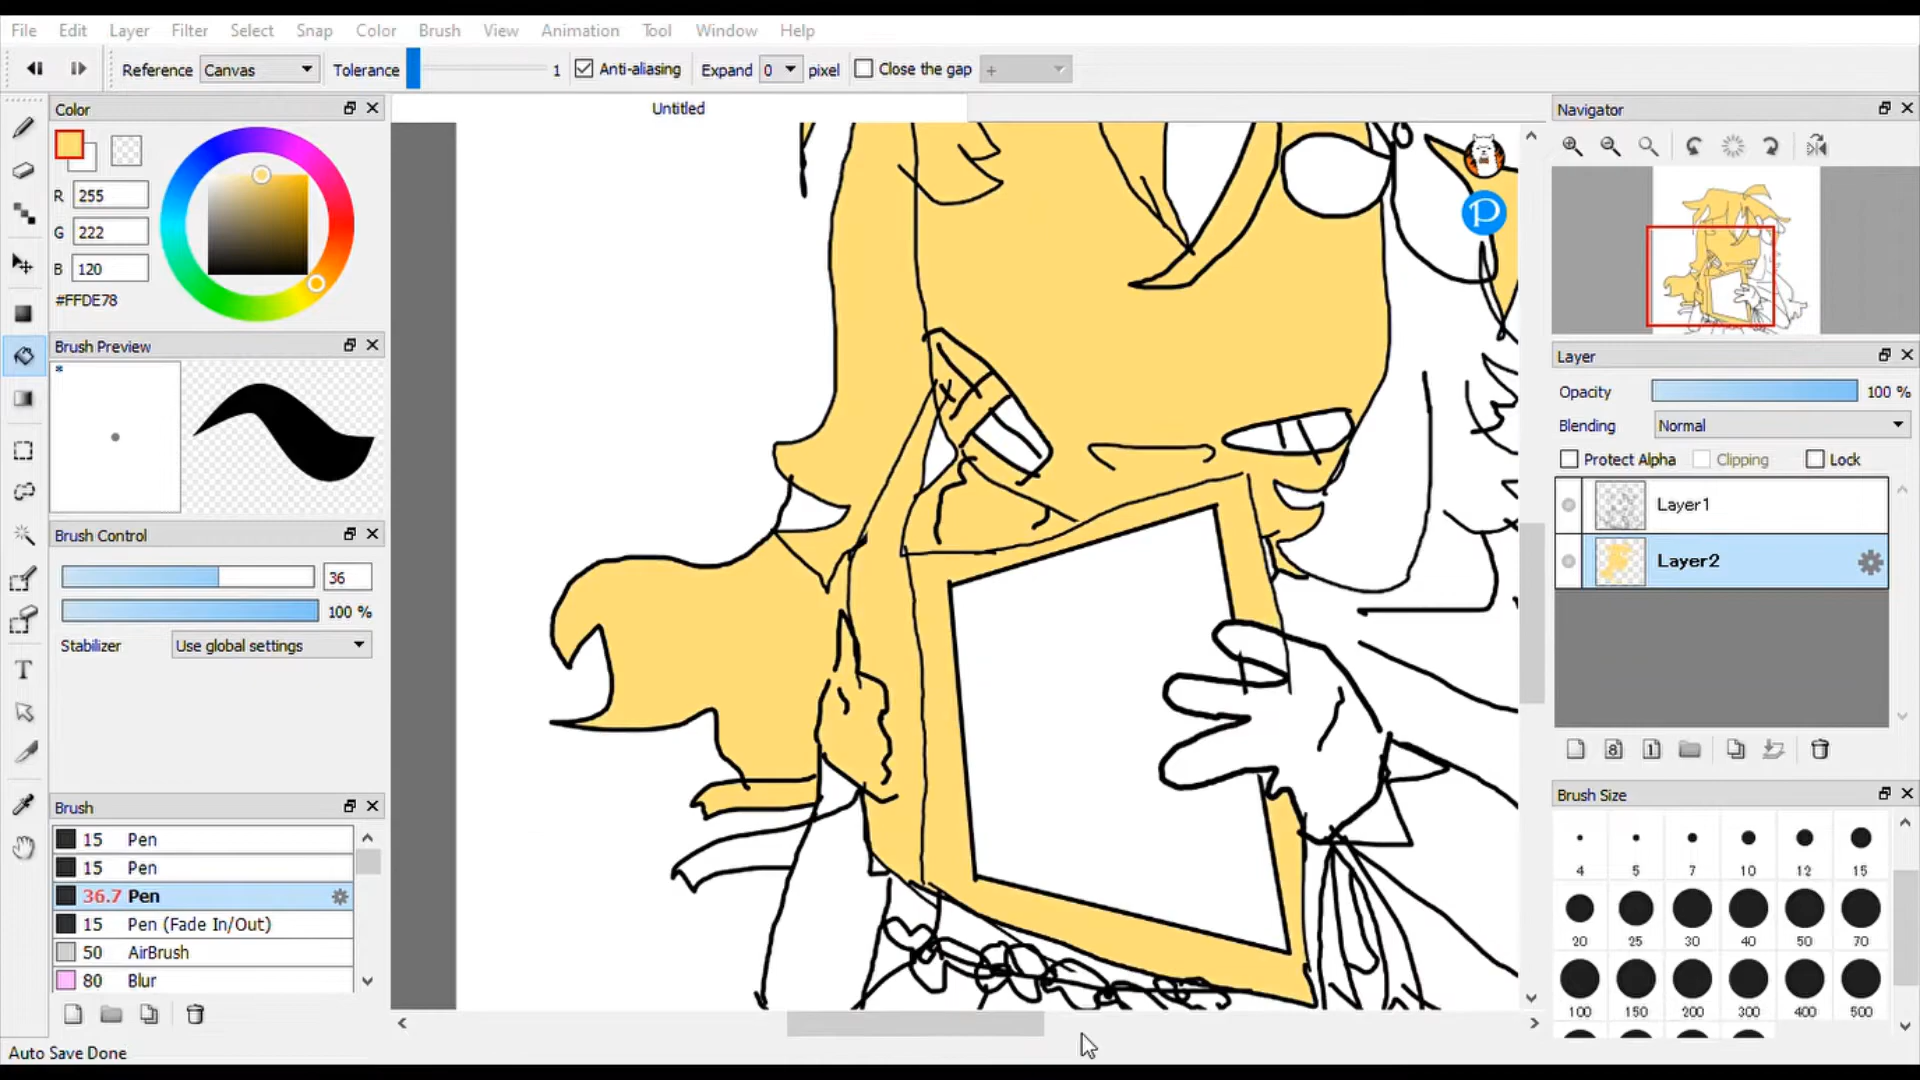 File Edit Layer Filter Select Snap Color Brush View Animation Tool Window Help
Reference Canvas Tolerance 1 Anti-aliasing Expand 0 pixel Close the gap +
Color
R 255
G 222
B 120
#FFDE78
Brush Preview
*
Brush Control
36
100 %
Stabilizer Use global settings
Brush
15 Pen
15 Pen
36.7 Pen
15 Pen (Fade In/Out)
50 AirBrush
80 Blur
Auto Save Done
Untitled
P
Navigator
Layer
Opacity 100 %
Blending Normal
Protect Alpha Clipping Lock
Layer1
Layer2
8 1
Brush Size
4 5 7 10 12 15
20 25 30 40 50 70
100 150 200 300 400 500
T